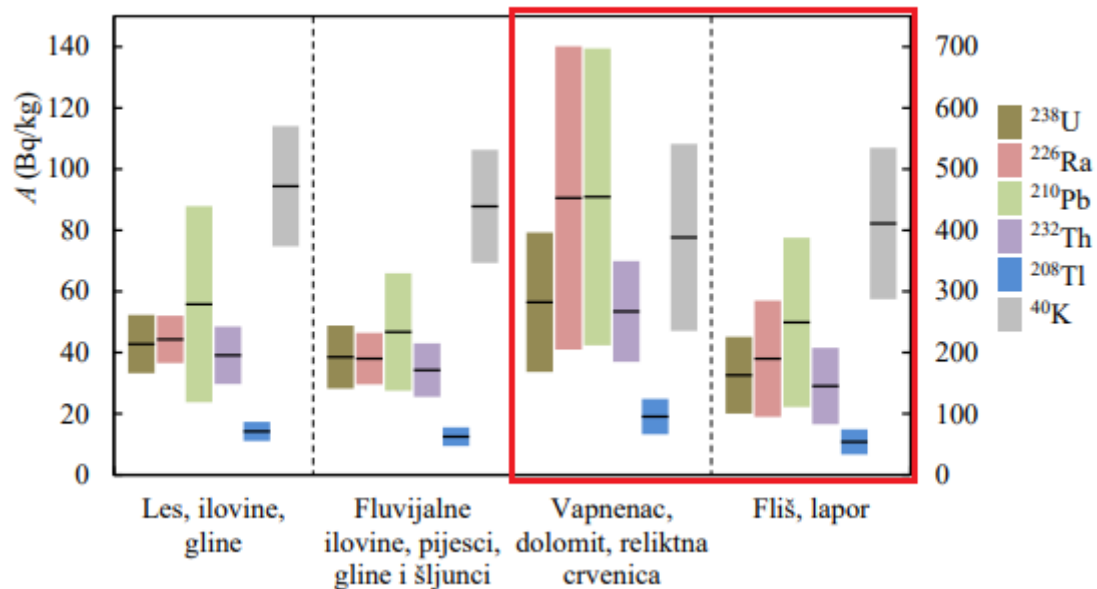 140
120
100
80
60
40
20
0
A (Bq/kg)
700
600
500
400
300
200
100
0
²³⁸U
²²⁶Ra
²¹⁰Pb
²³²Th
²⁰⁸Tl
⁴⁰K
Les, ilovine,
gline
Fluvijalne
ilovine, pijesci,
gline i šljunci
Vapnenac,
dolomit, reliktna
crvenica
Fliš, lapor